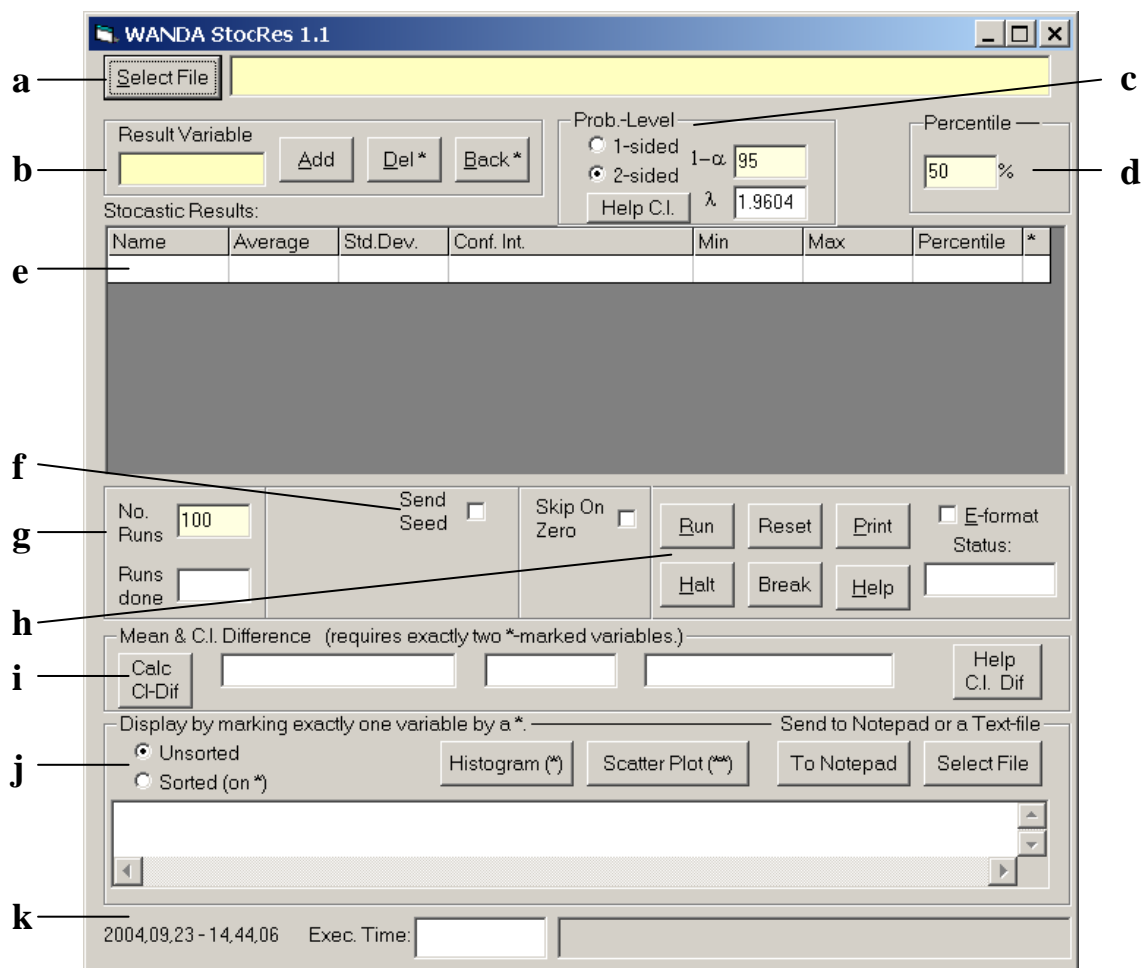 WANDA StocRes 1.1
a
Select File
c
Result Variable
b
Add
Del *
Back *
Prob.-Level
1-sided
2-sided
Help C.I.
1-α 95
λ 1.9604
Percentile
50 %
d
Stocastic Results:
Name Average Std.Dev. Conf. Int. Min Max Percentile *
e
f
g
No.
Runs
100
Runs
done
Send
Seed
Skip On
Zero
Run Reset Print
Halt Break Help
E-format
Status:
h
Mean & C.I. Difference (requires exactly two *-marked variables.)
i
Calc
CI-Dif
Help
C.I. Dif
Display by marking exactly one variable by a *.
Send to Notepad or a Text-file
j
Unsorted
Sorted (on *)
Histogram (*) Scatter Plot (**) To Notepad Select File
k
2004,09,23 - 14,44,06 Exec. Time: